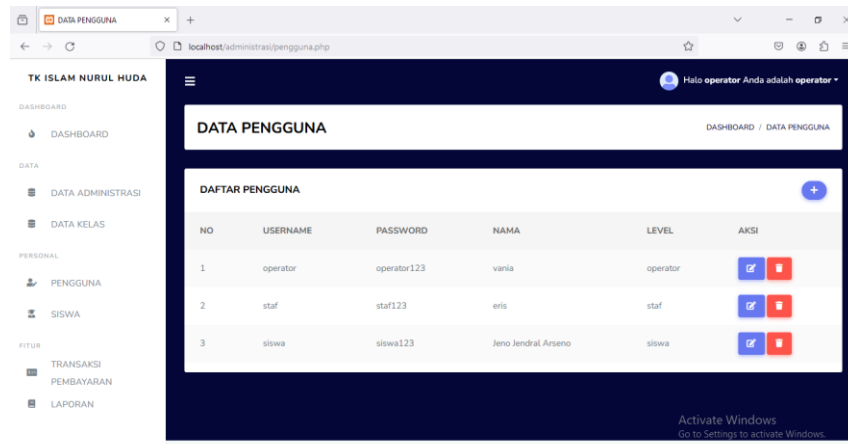 DATA PENGGUNA
localhost/administrasi/pengguna.php
TK ISLAM NURUL HUDA
Halo operator Anda adalah operator
DASHBOARD
DASHBOARD
DATA
DATA ADMINISTRASI
DATA KELAS
PERSONAL
PENGGUNA
SISWA
FITUR
TRANSAKSI
PEMBAYARAN
LAPORAN
DATA PENGGUNA
DASHBOARD / DATA PENGGUNA
DAFTAR PENGGUNA
NO USERNAME PASSWORD NAMA LEVEL AKSI
1 operator operator123 vania operator
2 staf staf123 eris staf
3 siswa siswa123 Jeno Jendral Arseno siswa
Activate Windows
Go to Settings to activate Windows.